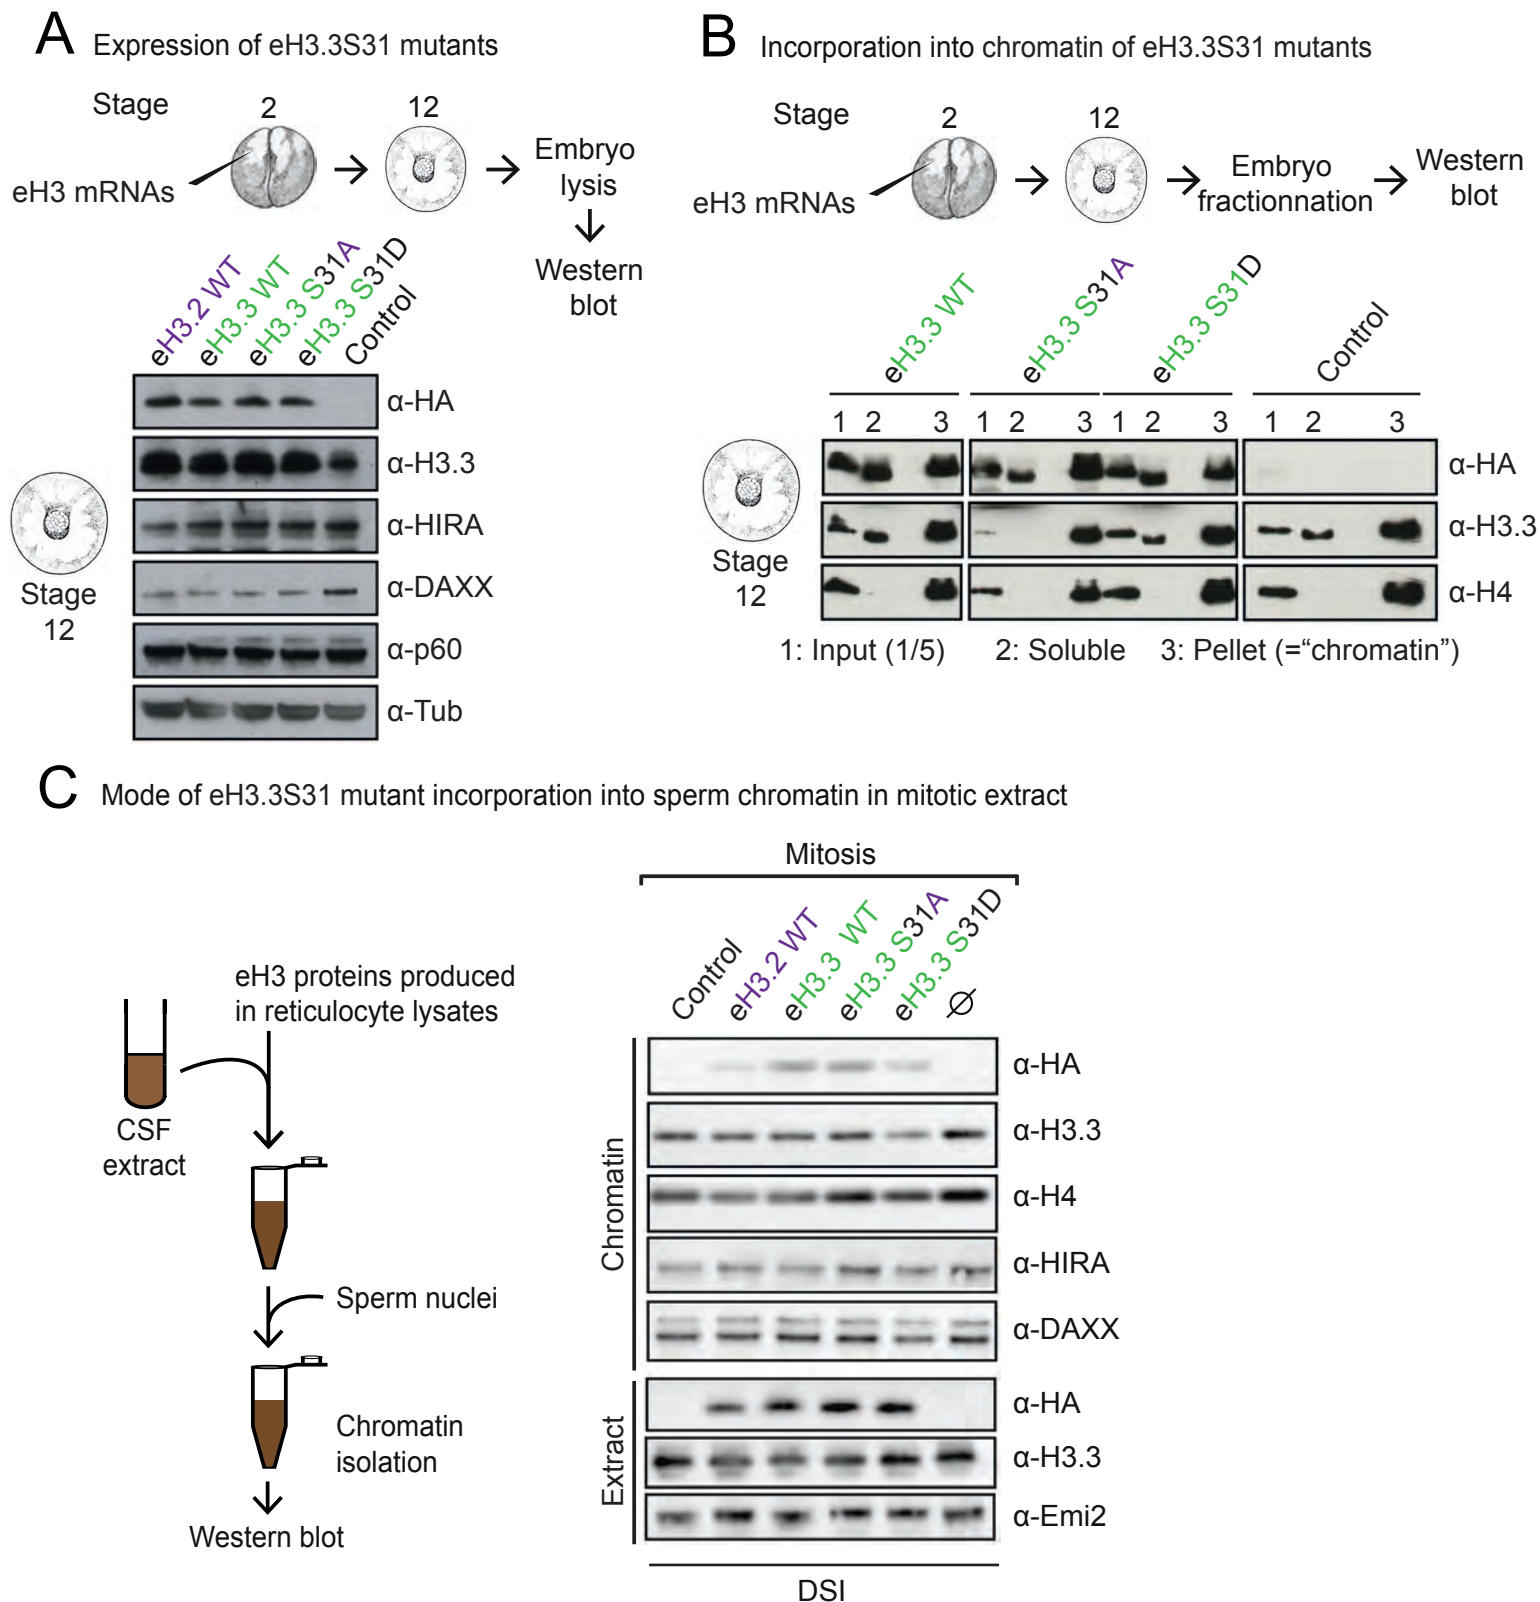 A Expression of eH3.3S31 mutants
Stage 2 12
eH3 mRNAs
Embryo
lysis
Western
blot
eH3.2 WT
eH3.3 WT
eH3.3 S31A
eH3.3 S31D
Control
α-HA
α-H3.3
α-HIRA
α-DAXX
α-p60
α-Tub
Stage
12
B Incorporation into chromatin of eH3.3S31 mutants
Stage 2 12
eH3 mRNAs
Embryo
fractionnation
Western
blot
eH3.3 WT
eH3.3 S31A
eH3.3 S31D
Control
1 2 3 1 2 3 1 2 3 1 2 3
α-HA
α-H3.3
α-H4
Stage
12
1: Input (1/5) 2: Soluble 3: Pellet (=“chromatin”)
C Mode of eH3.3S31 mutant incorporation into sperm chromatin in mitotic extract
eH3 proteins produced
in reticulocyte lysates
CSF
extract
Sperm nuclei
Chromatin
isolation
Western blot
Mitosis
Control
eH3.2 WT
eH3.3 WT
eH3.3 S31A
eH3.3 S31D
∅
Chromatin
α-HA
α-H3.3
α-H4
α-HIRA
α-DAXX
Extract
α-HA
α-H3.3
α-Emi2
DSI